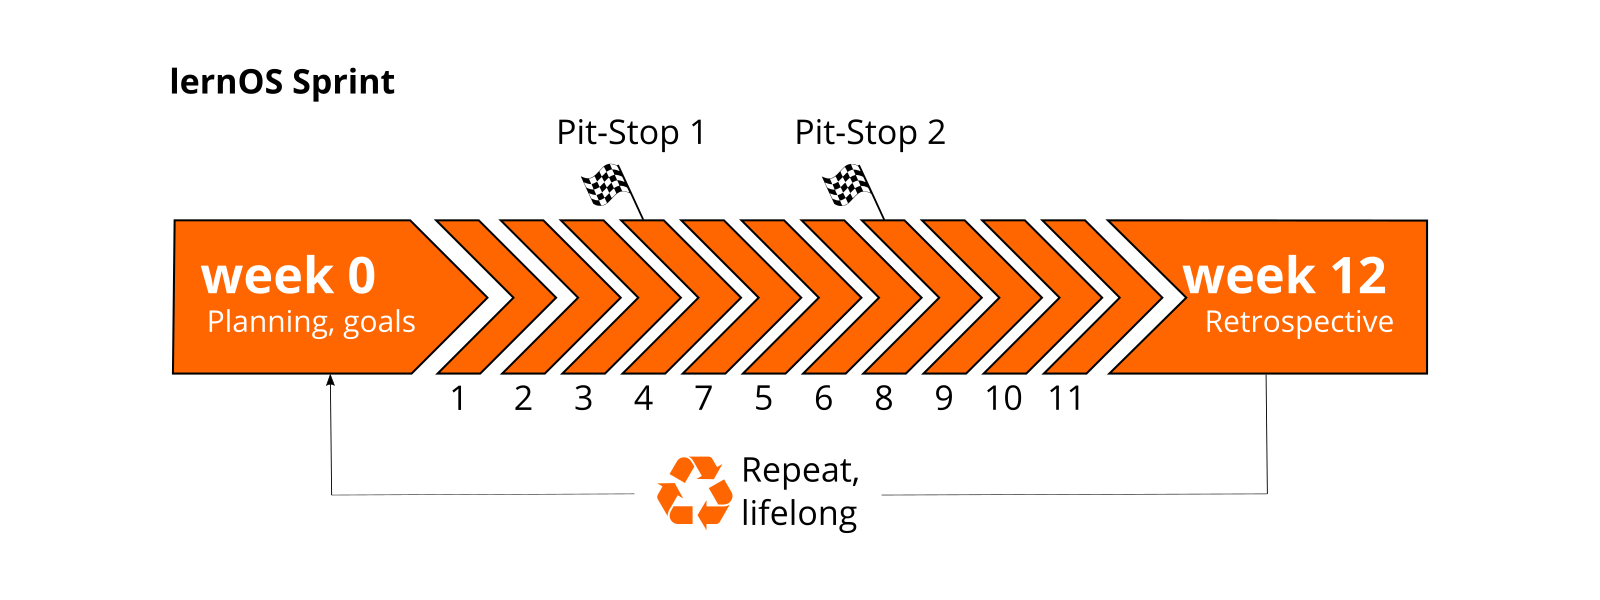 lernOS Sprint
Pit-Stop 1 Pit-Stop 2
week 0
Planning, goals
week 12
Retrospective
1 2 3 4 7 5 6 8 9 10 11
Repeat,
lifelong